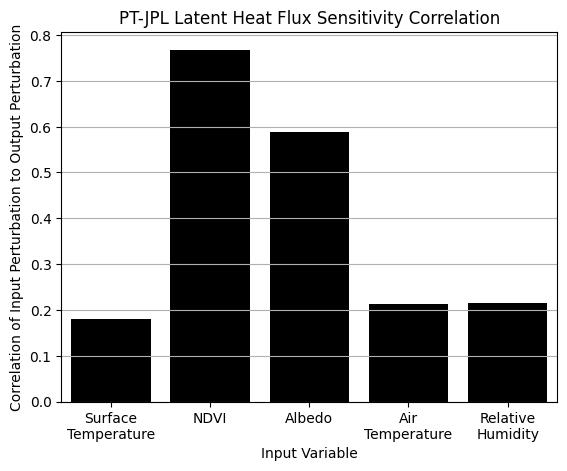 PT-JPL Latent Heat Flux Sensitivity Correlation
Correlation of Input Perturbation to Output Perturbation
0.8
0.7
0.6
0.5
0.4
0.3
0.2
0.1
0.0
Surface
Temperature
NDVI
Albedo
Air
Temperature
Relative
Humidity
Input Variable